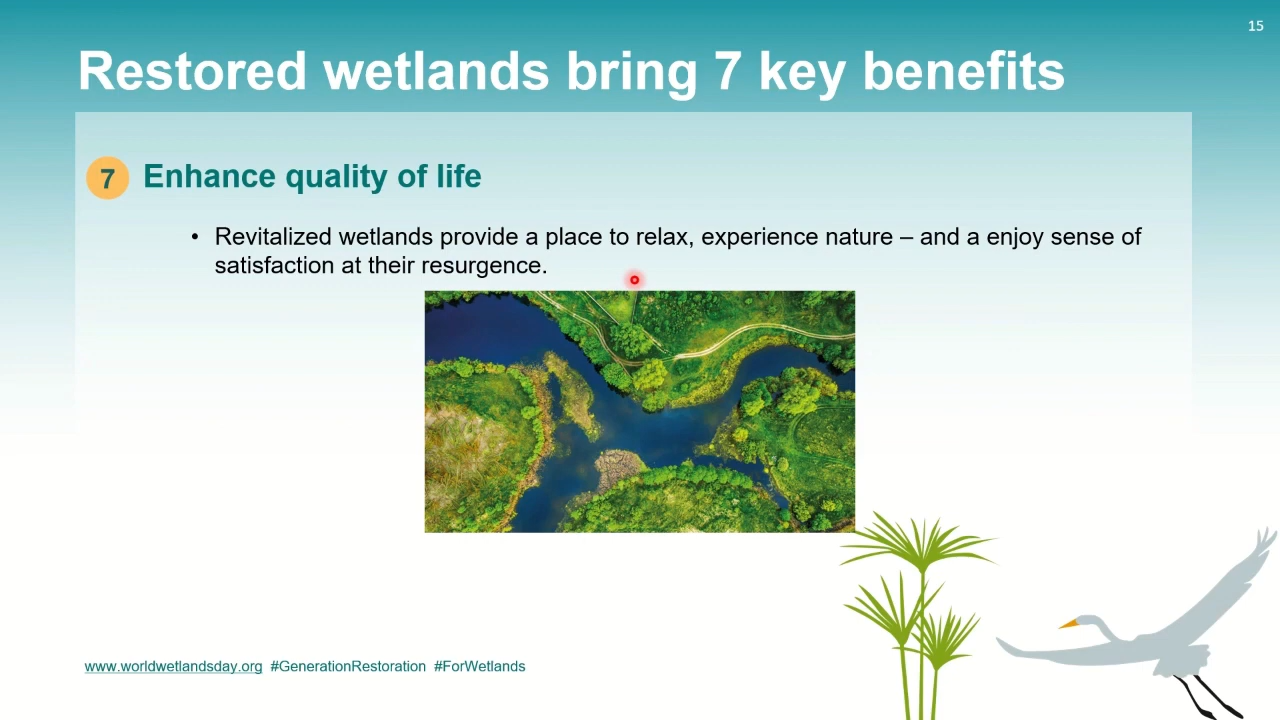 15
Restored wetlands bring 7 key benefits
7 Enhance quality of life
• Revitalized wetlands provide a place to relax, experience nature – and a enjoy sense of
satisfaction at their resurgence.
www.worldwetlandsday.org #GenerationRestoration #ForWetlands